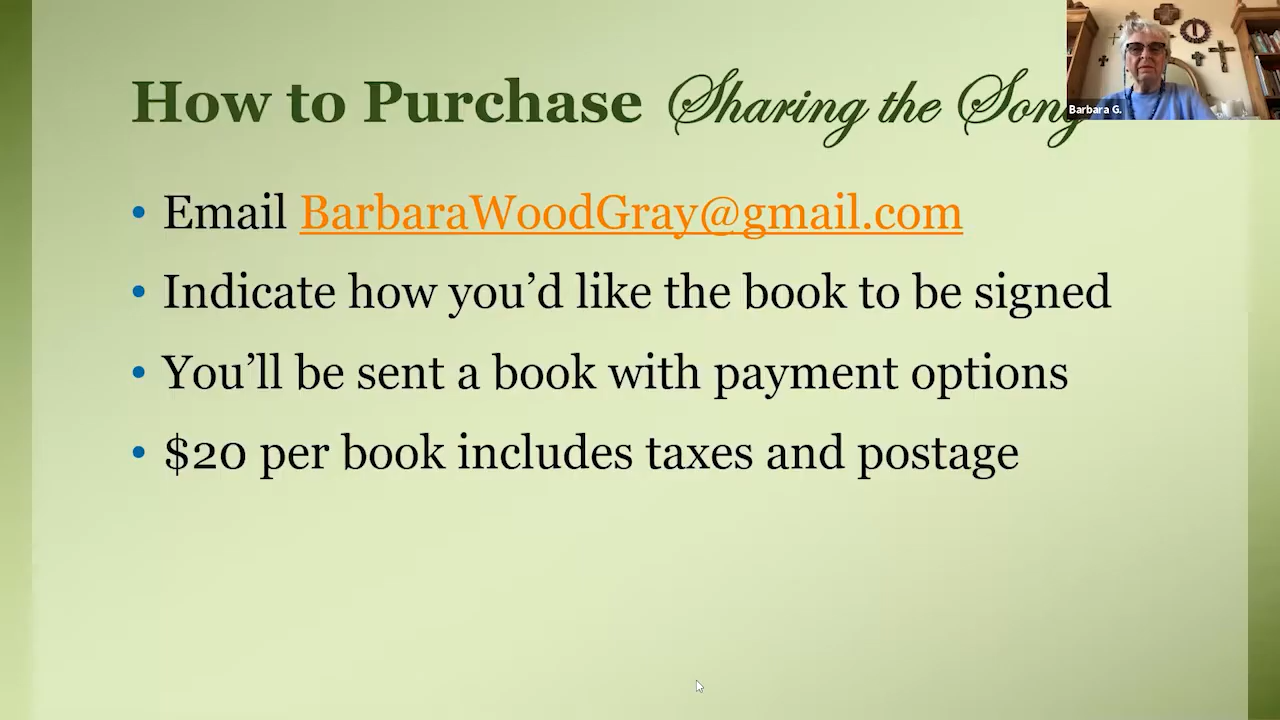 How to Purchase Sharing the Song
• Email BarbaraWoodGray@gmail.com
• Indicate how you’d like the book to be signed
• You’ll be sent a book with payment options
• $20 per book includes taxes and postage
Barbara G.